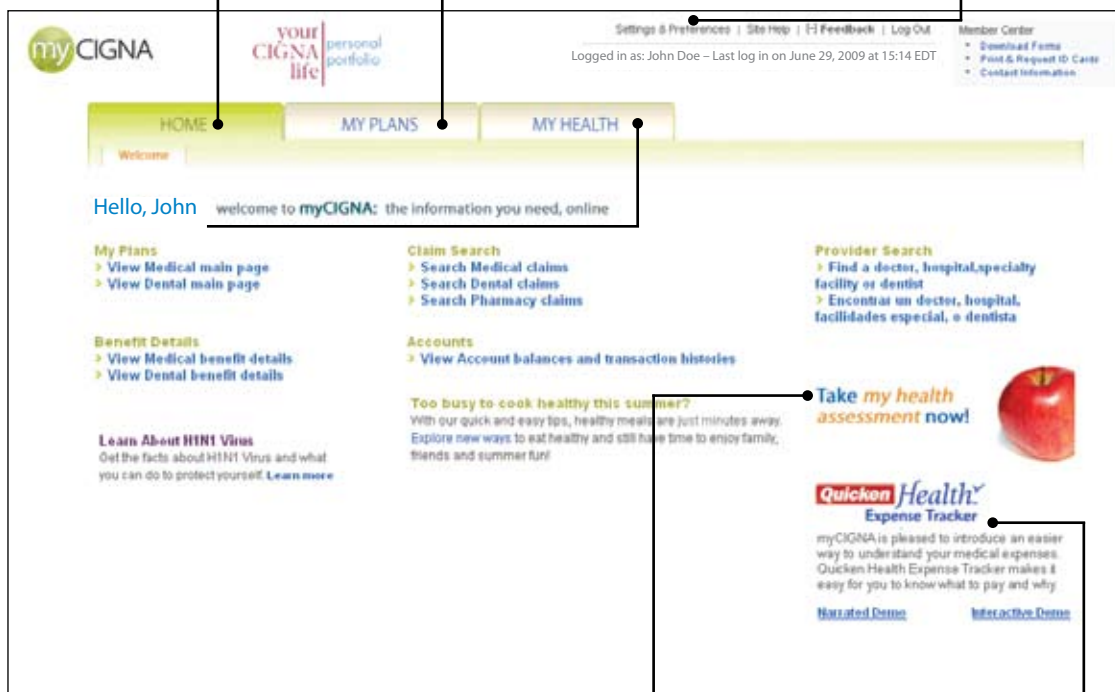 my CIGNA
your
CIGNA
life
personal
portfolio
Settings & Preferences | Site Help | [+] Feedback | Log Out
Logged in as: John Doe – Last log in on June 29, 2009 at 15:14 EDT
Member Center
Download Forms
Print & Request ID Cards
Contact Information
HOME
MY PLANS
MY HEALTH
Welcome
Hello, John welcome to myCIGNA: the information you need, online
My Plans
> View Medical main page
> View Dental main page
Benefit Details
> View Medical benefit details
> View Dental benefit details
Learn About H1N1 Virus
Get the facts about H1N1 Virus and what
you can do to protect yourself. Learn more
Claim Search
> Search Medical claims
> Search Dental claims
> Search Pharmacy claims
Accounts
> View Account balances and transaction histories
Too busy to cook healthy this summer?
With our quick and easy tips, healthy meals are just minutes away.
Explore new ways to eat healthy and still have time to enjoy family,
friends and summer fun!
Provider Search
> Find a doctor, hospital,specialty
facility or dentist
> Encontrar un doctor, hospital,
facilidades especial, o dentista
Take my health
assessment now!
Quicken Health
Expense Tracker
myCIGNA is pleased to introduce an easier
way to understand your medical expenses.
Quicken Health Expense Tracker makes it
easy for you to know what to pay and why.
Narrated Demo
Interactive Demo